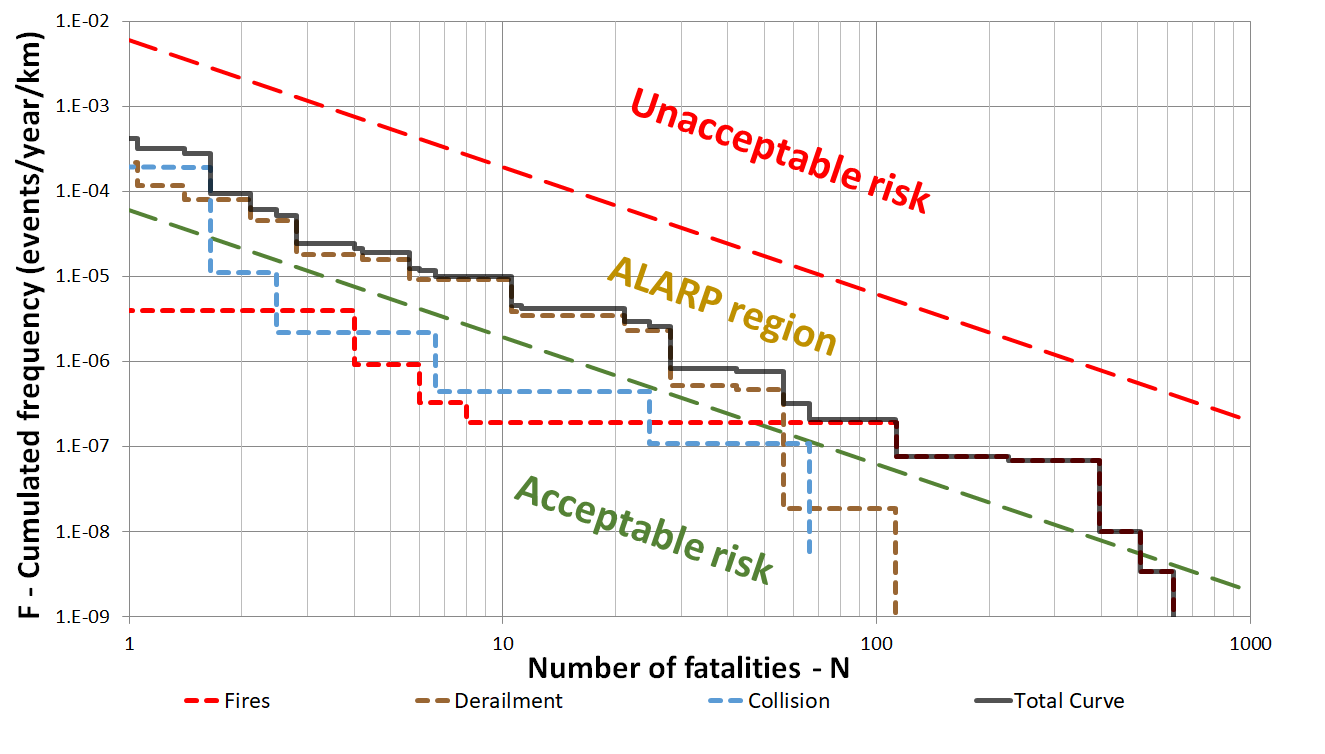 F - Cumulated frequency (events/year/km)
1.E-02
1.E-03
1.E-04
1.E-05
1.E-06
1.E-07
1.E-08
1.E-09
Unacceptable risk
ALARP region
Acceptable risk
1 10 100 1000
Number of fatalities - N
Fires Derailment Collision Total Curve